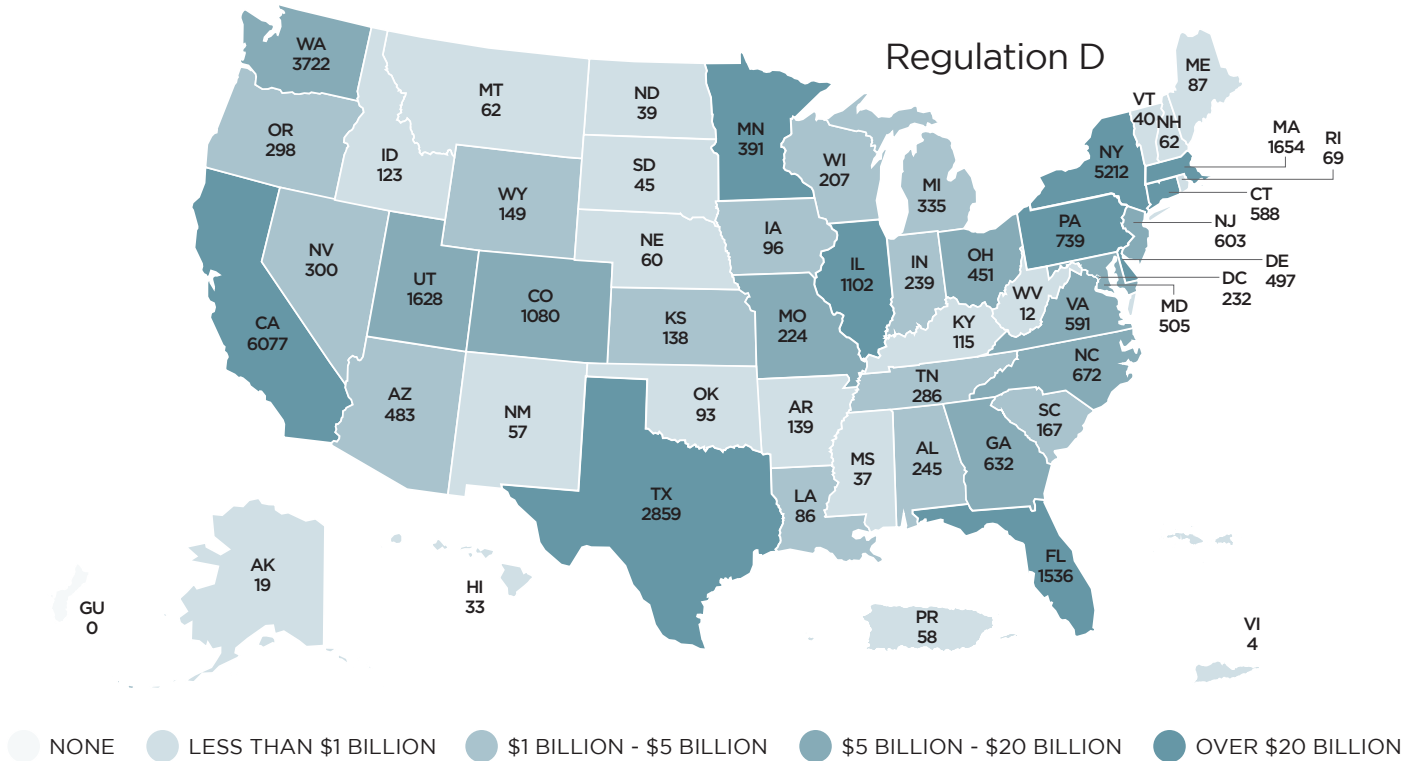 Regulation D
WA
3722
OR
298
CA
6077
ID
123
NV
300
MT
62
WY
149
UT
1628
AZ
483
CO
1080
NM
57
ND
39
SD
45
NE
60
KS
138
OK
93
TX
2859
MN
391
IA
96
MO
224
AR
139
LA
86
WI
207
IL
1102
MS
37
MI
335
IN
239
OH
451
KY
115
TN
286
AL
245
GA
632
FL
1536
SC
167
NC
672
VA
591
WV
12
PA
739
NY
5212
VT
40
NH
62
ME
87
MA
1654
RI
69
CT
588
NJ
603
DE
497
DC
232
MD
505
GU
0
AK
19
HI
33
PR
58
VI
4
NONE
LESS THAN $1 BILLION
$1 BILLION - $5 BILLION
$5 BILLION - $20 BILLION
OVER $20 BILLION